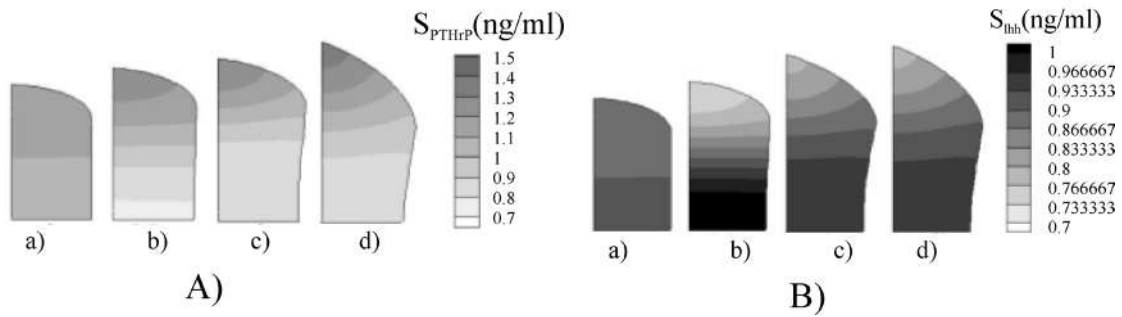 S_PTHrP(ng/ml)
1.5
1.4
1.3
1.2
1.1
1
0.9
0.8
0.7
a)
b)
c)
d)
A)
S_Ihh(ng/ml)
1
0.966667
0.933333
0.9
0.866667
0.833333
0.8
0.766667
0.733333
0.7
a)
b)
c)
d)
B)